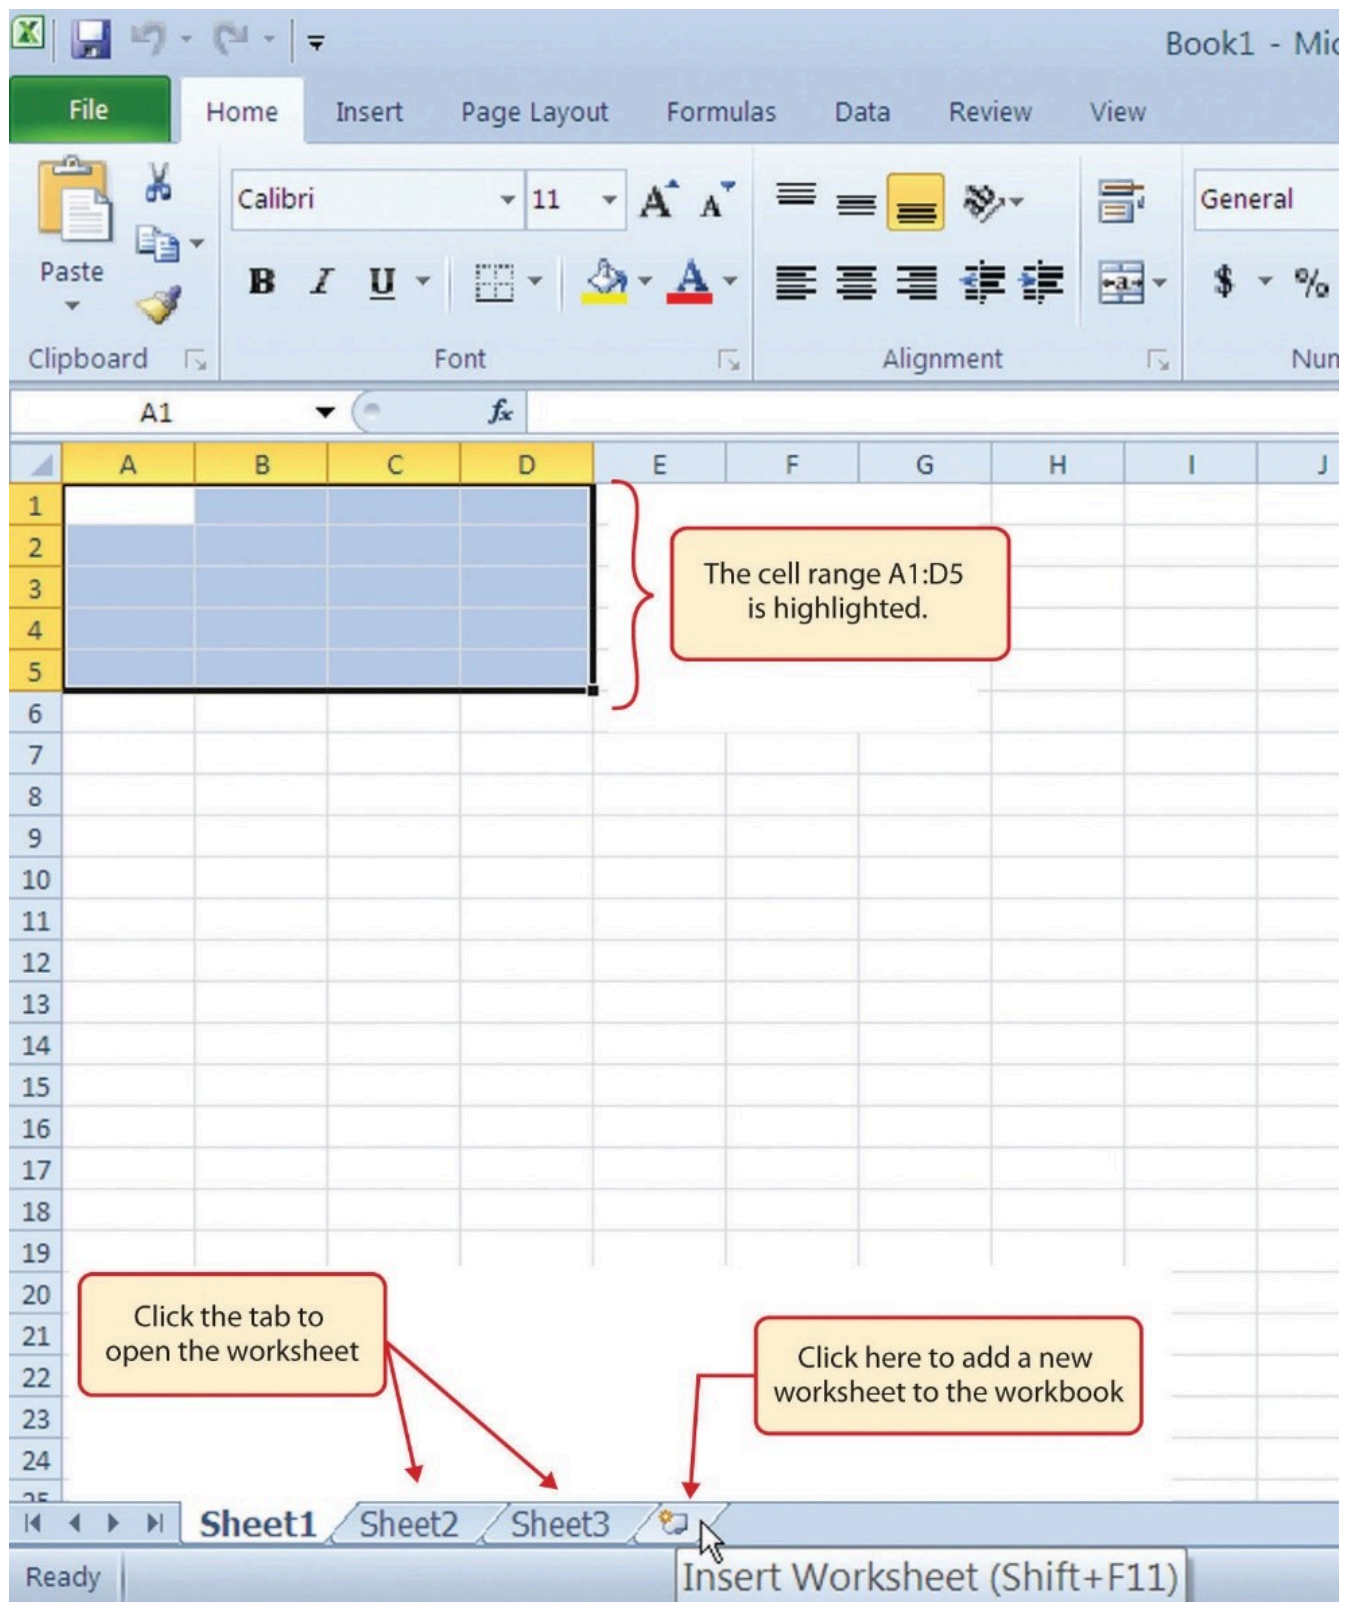 Book1 - Mic
File Home Insert Page Layout Formulas Data Review View
Calibri 11 A A General
Paste
B I U A a $ %
Clipboard Font Alignment Num
A1 fx
A B C D E F G H I J
1
2
3
4
5
The cell range A1:D5
is highlighted.
6
7
8
9
10
11
12
13
14
15
16
17
18
19
20
21
22
23
24
25
Click the tab to
open the worksheet
Click here to add a new
worksheet to the workbook
Sheet1 Sheet2 Sheet3
Insert Worksheet (Shift+F11)
Ready